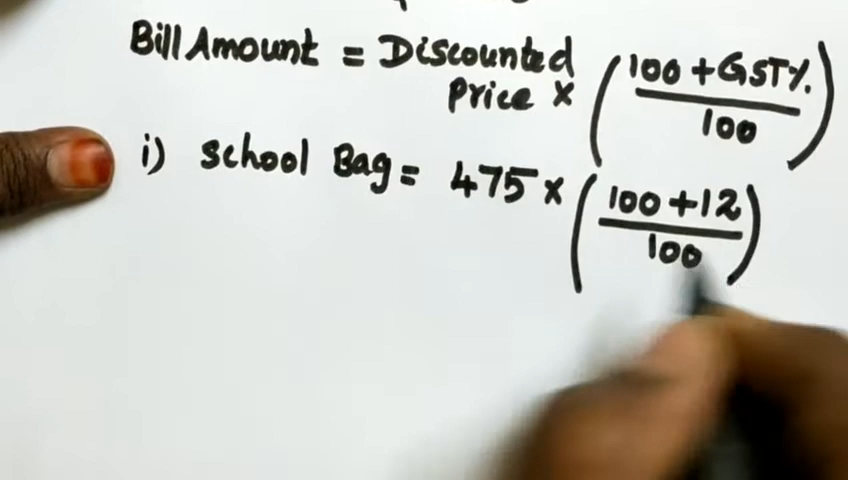 Bill Amount = Discounted Price × (100 + GST% / 100)
i) School Bag = 475 × (100 + 12 / 100)